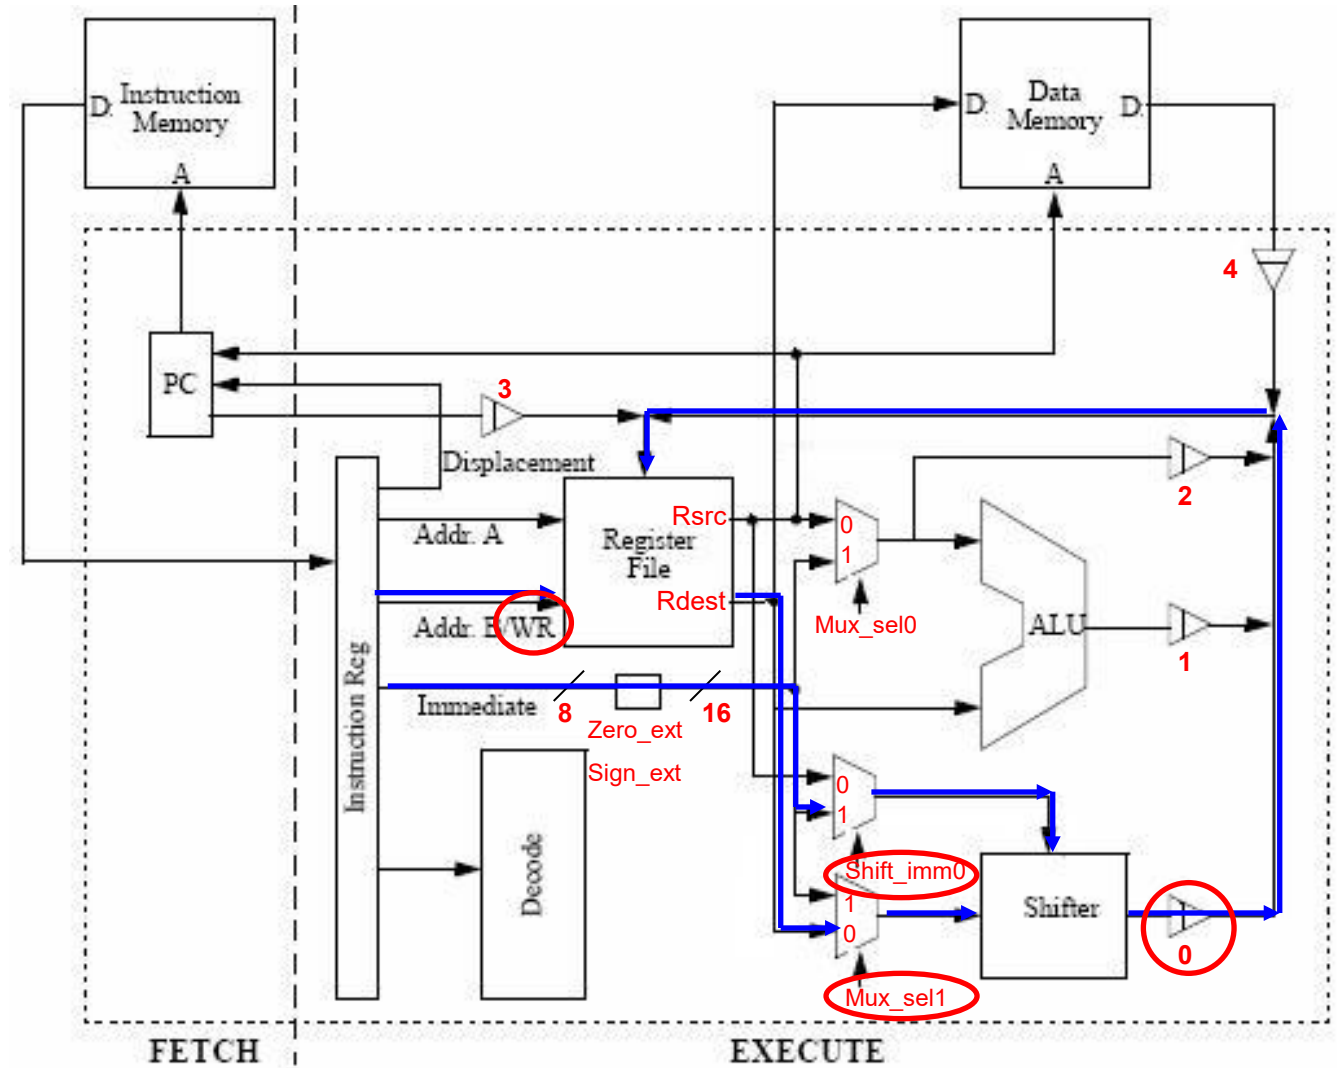 D
Instruction
Memory
A
D
Data
Memory
D
A
4
PC
3
Displacement
2
Addr. A
Register
File
Rsrc
Rdest
0
1
Mux_sel0
ALU
1
Addr. B/WR
Instruction Reg
Immediate
8
16
Zero_ext
Sign_ext
0
1
Shift_imm0
Decode
1
0
Shifter
0
Mux_sel1
FETCH
EXECUTE